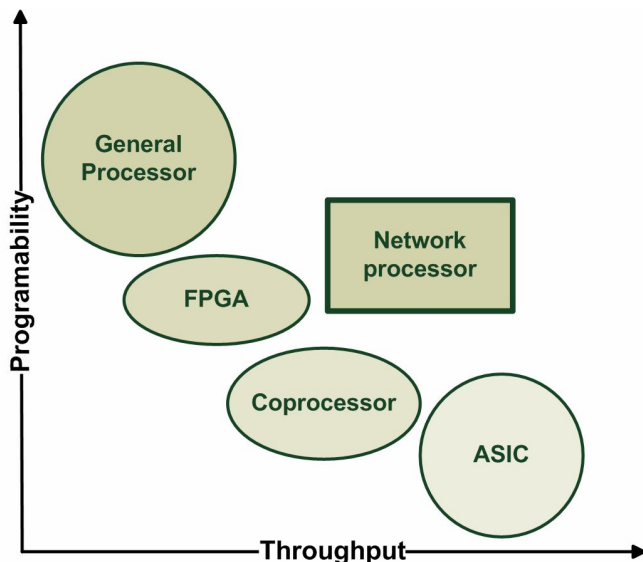 General
Processor
Network
processor
FPGA
Coprocessor
ASIC
Programability
Throughput